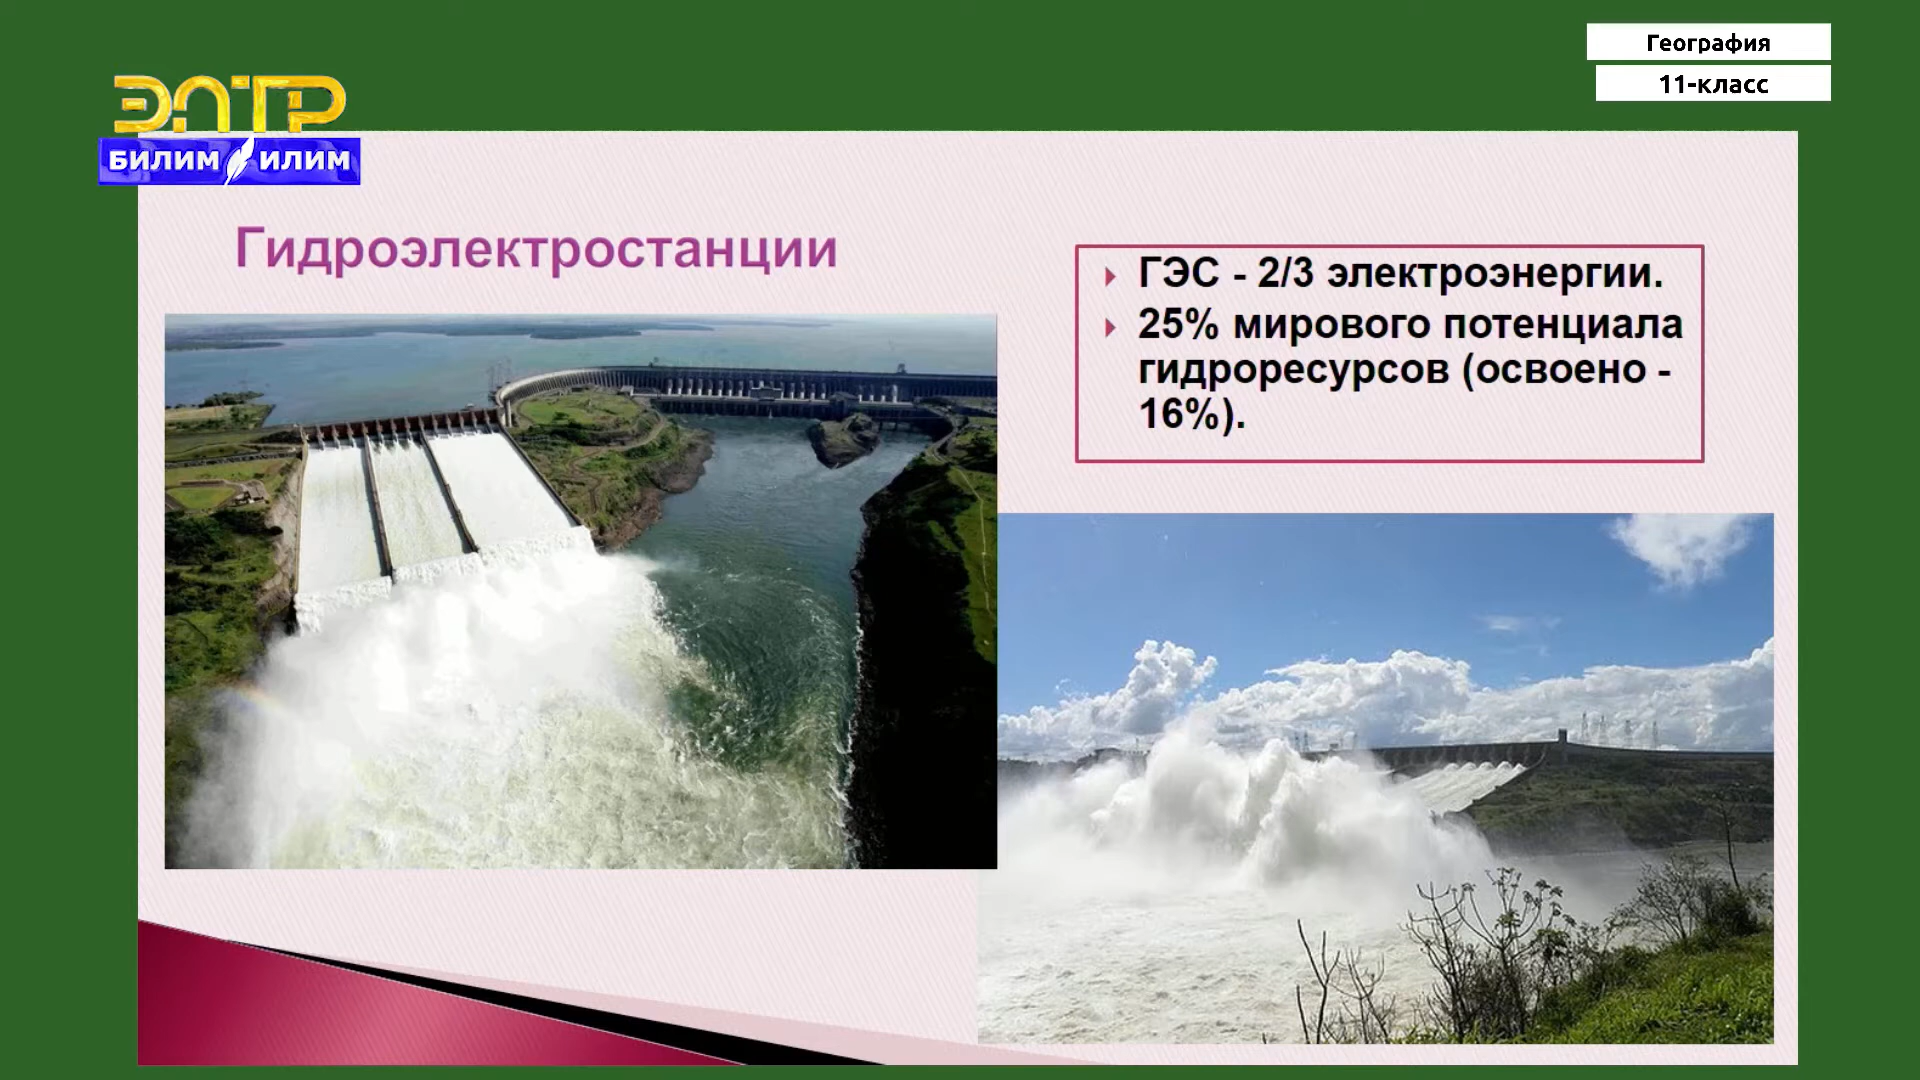 География
11-класс
ЭЛТР
БИЛИМ ИЛИМ
Гидроэлектростанции
ГЭС - 2/3 электроэнергии.
25% мирового потенциала
гидроресурсов (освоено -
16%).